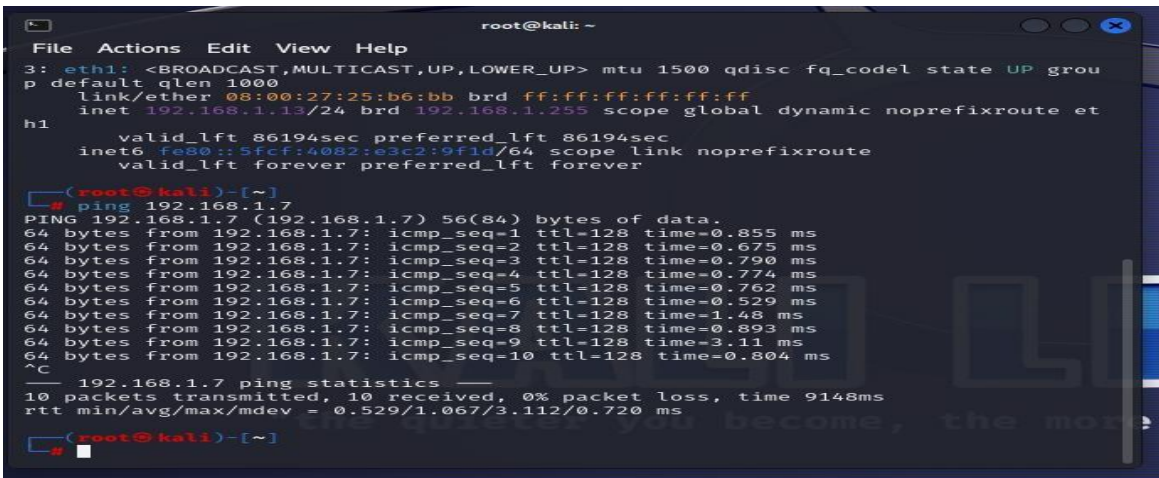 root@kali: ~
File Actions Edit View Help
3: eth1: <BROADCAST,MULTICAST,UP,LOWER_UP> mtu 1500 qdisc fq_codel state UP grou
p default qlen 1000
    link/ether 08:00:27:25:b6:bb brd ff:ff:ff:ff:ff:ff
    inet 192.168.1.13/24 brd 192.168.1.255 scope global dynamic noprefixroute et
h1
       valid_lft 86194sec preferred_lft 86194sec
    inet6 fe80::5fcf:4082:e3c2:9f1d/64 scope link noprefixroute
       valid_lft forever preferred_lft forever
┌──(root㉿kali)-[~]
└─# ping 192.168.1.7
PING 192.168.1.7 (192.168.1.7) 56(84) bytes of data.
64 bytes from 192.168.1.7: icmp_seq=1 ttl=128 time=0.855 ms
64 bytes from 192.168.1.7: icmp_seq=2 ttl=128 time=0.675 ms
64 bytes from 192.168.1.7: icmp_seq=3 ttl=128 time=0.790 ms
64 bytes from 192.168.1.7: icmp_seq=4 ttl=128 time=0.774 ms
64 bytes from 192.168.1.7: icmp_seq=5 ttl=128 time=0.762 ms
64 bytes from 192.168.1.7: icmp_seq=6 ttl=128 time=0.529 ms
64 bytes from 192.168.1.7: icmp_seq=7 ttl=128 time=1.48 ms
64 bytes from 192.168.1.7: icmp_seq=8 ttl=128 time=0.893 ms
64 bytes from 192.168.1.7: icmp_seq=9 ttl=128 time=3.11 ms
64 bytes from 192.168.1.7: icmp_seq=10 ttl=128 time=0.804 ms
^C
─── 192.168.1.7 ping statistics ───
10 packets transmitted, 10 received, 0% packet loss, time 9148ms
rtt min/avg/max/mdev = 0.529/1.067/3.112/0.720 ms
the quieter you become, the more
┌──(root㉿kali)-[~]
└─#